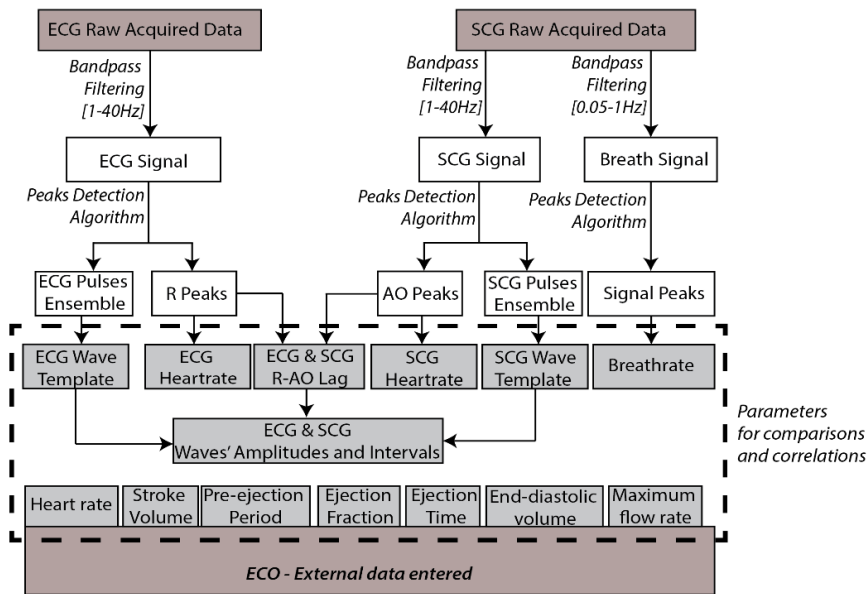 ECG Raw Acquired Data
SCG Raw Acquired Data
Bandpass
Filtering
[1-40Hz]
Bandpass
Filtering
[1-40Hz]
Bandpass
Filtering
[0.05-1Hz]
ECG Signal
SCG Signal
Breath Signal
Peaks Detection
Algorithm
Peaks Detection
Algorithm
Peaks Detection
Algorithm
ECG Pulses
Ensemble
R Peaks
AO Peaks
SCG Pulses
Ensemble
Signal Peaks
ECG Wave
Template
ECG
Heartrate
ECG & SCG
R-AO Lag
SCG
Heartrate
SCG Wave
Template
Breathrate
ECG & SCG
Waves' Amplitudes and Intervals
Parameters
for comparisons
and correlations
Heart rate
Stroke
Volume
Pre-ejection
Period
Ejection
Fraction
Ejection
Time
End-diastolic
volume
Maximum
flow rate
ECO - External data entered